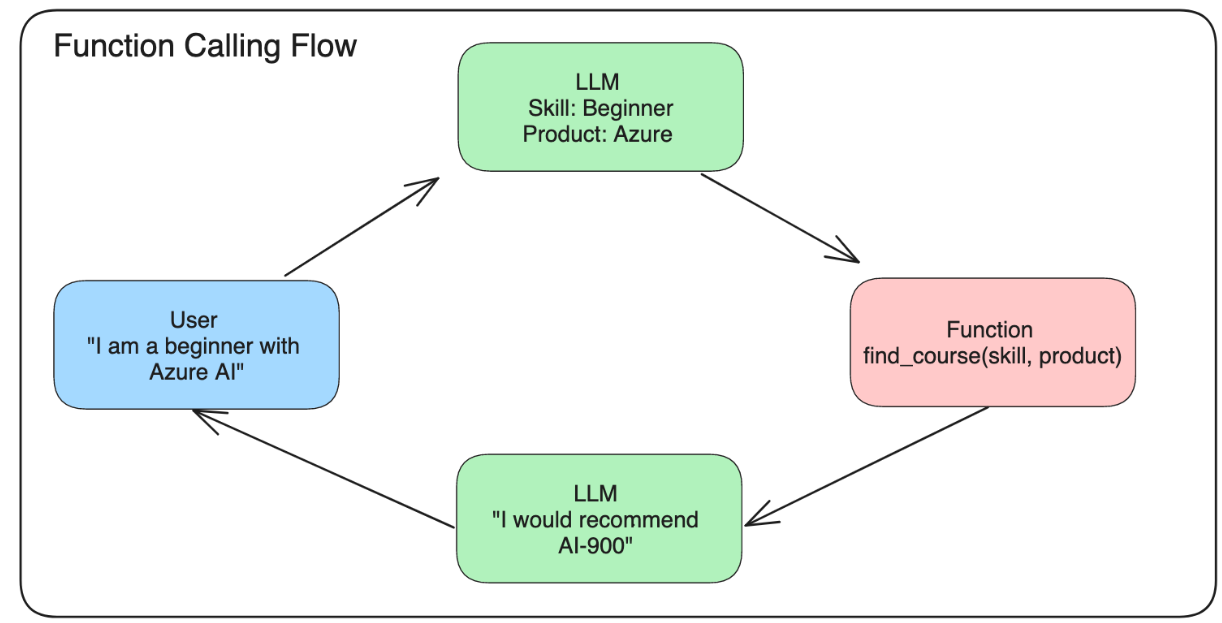 Function Calling Flow
LLM
Skill: Beginner
Product: Azure
User
"I am a beginner with
Azure AI"
Function
find_course(skill, product)
LLM
"I would recommend
AI-900"